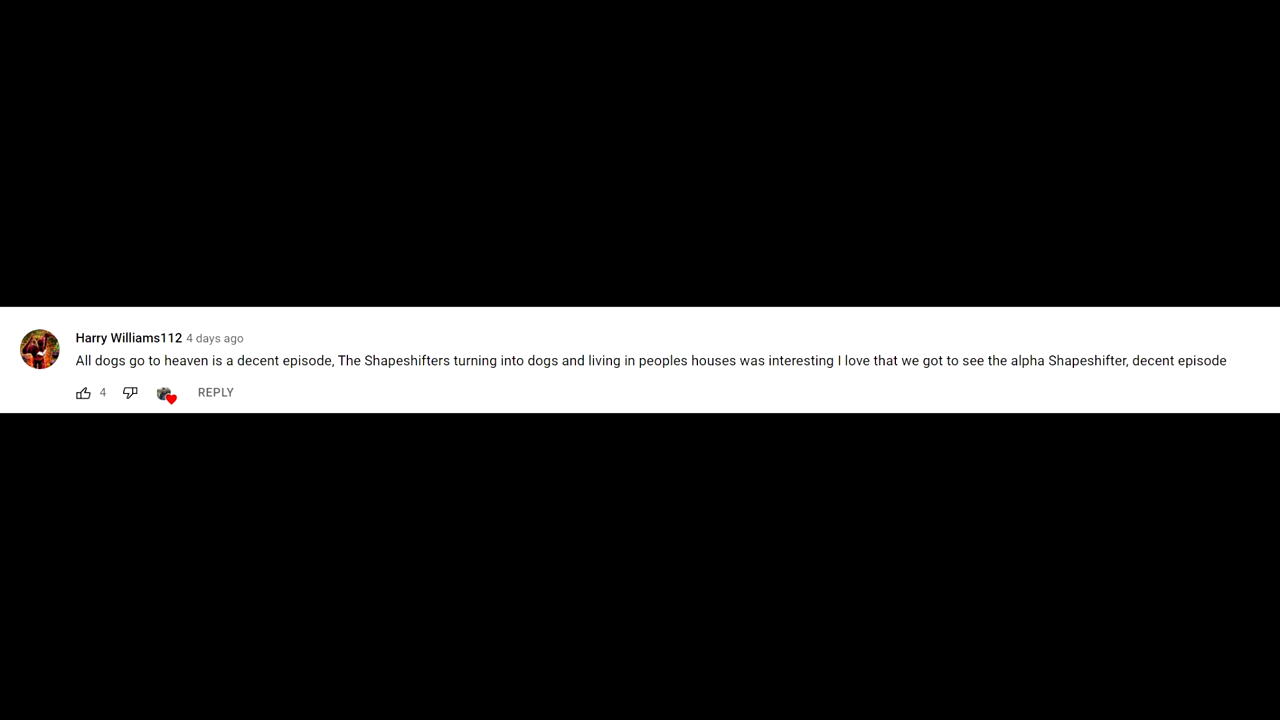 Harry Williams112 4 days ago
All dogs go to heaven is a decent episode, The Shapeshifters turning into dogs and living in peoples houses was interesting I love that we got to see the alpha Shapeshifter, decent episode
4 REPLY